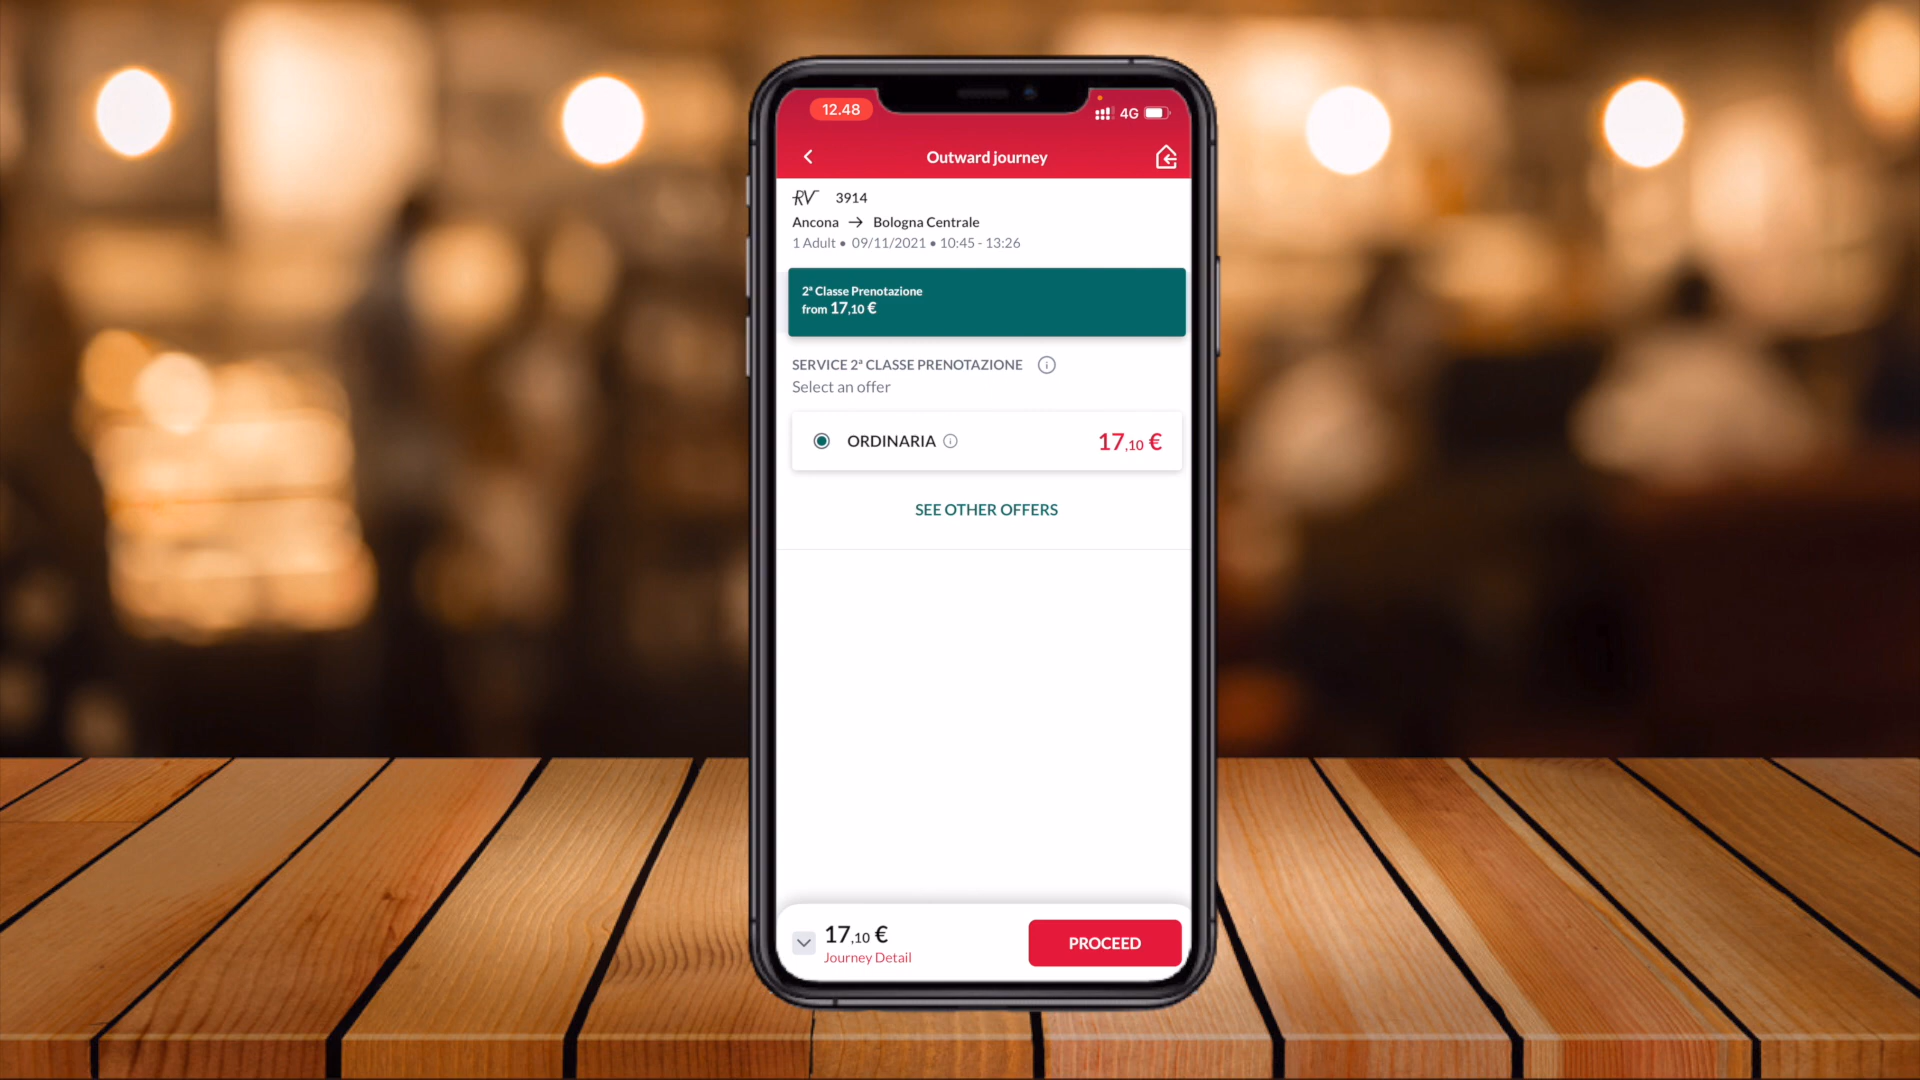 12.48
4G
Outward journey
RV 3914
Ancona → Bologna Centrale
1 Adult • 09/11/2021 • 10:45 - 13:26
2ª Classe Prenotazione
from 17,10 €
SERVICE 2ª CLASSE PRENOTAZIONE
Select an offer
ORDINARIA 17,10 €
SEE OTHER OFFERS
17,10 €
Journey Detail
PROCEED